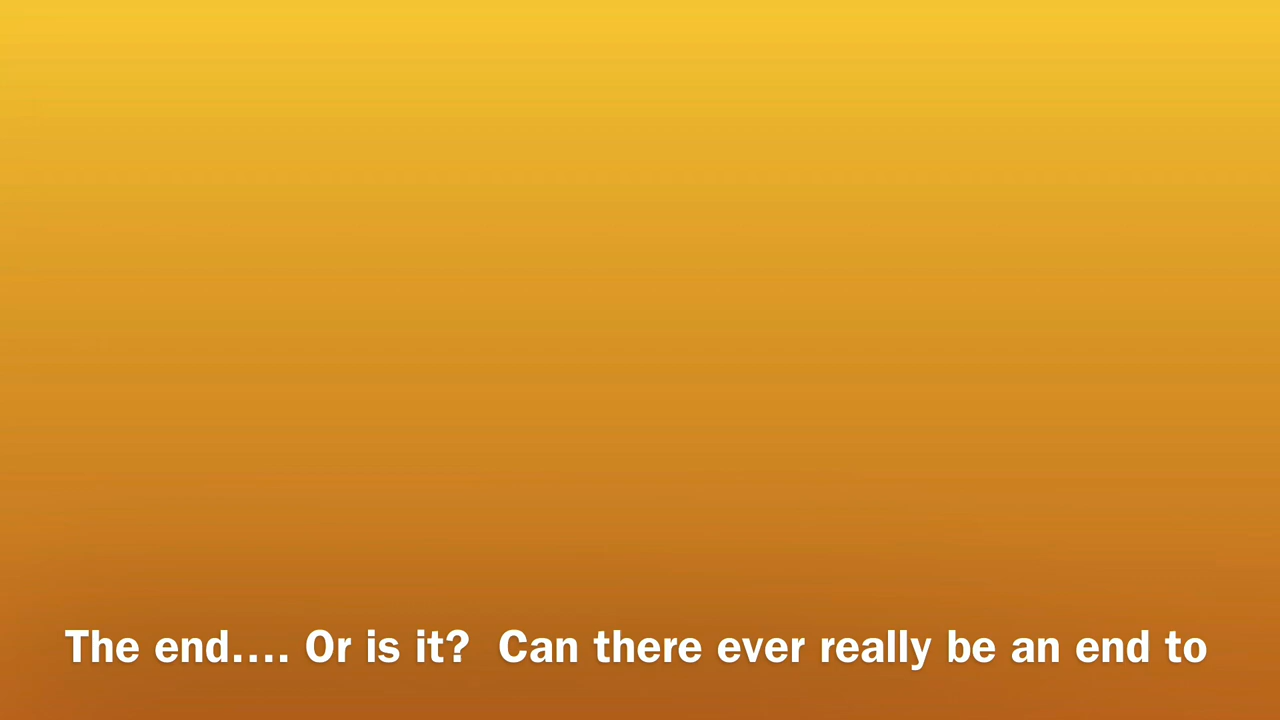 The end.... Or is it?  Can there ever really be an end to